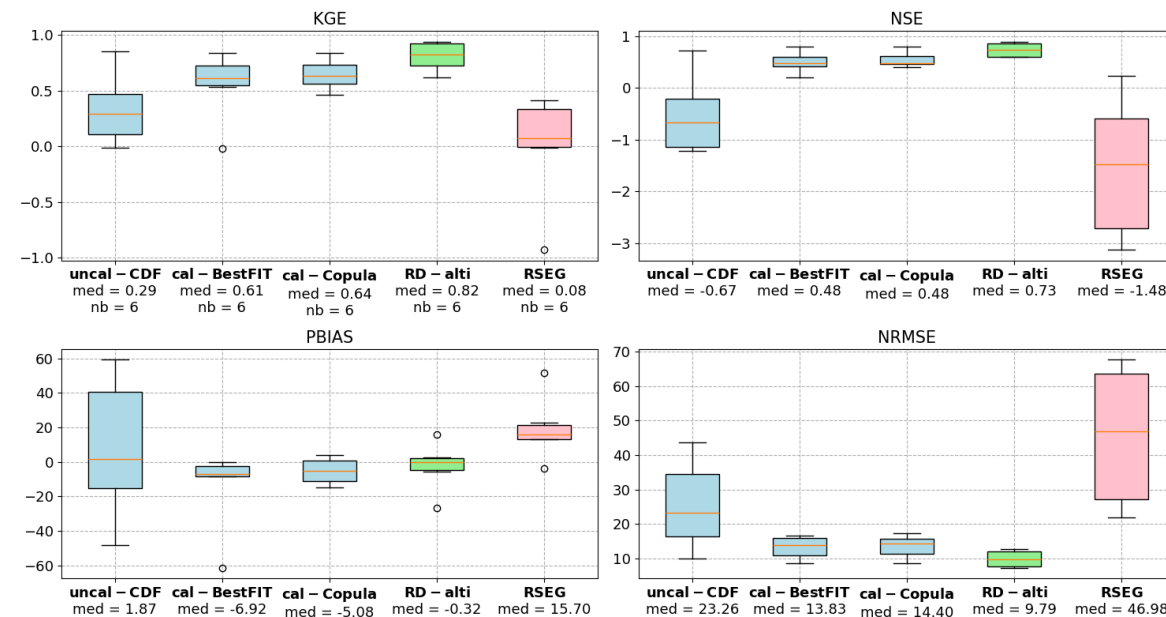 KGE
1.0
0.5
0.0
−0.5
−1.0
uncal−CDF cal−BestFIT cal−Copula RD−alti RSEG
med = 0.29 med = 0.61 med = 0.64 med = 0.82 med = 0.08
nb = 6 nb = 6 nb = 6 nb = 6 nb = 6
NSE
1
0
−1
−2
−3
uncal−CDF cal−BestFIT cal−Copula RD−alti RSEG
med = -0.67 med = 0.48 med = 0.48 med = 0.73 med = -1.48
PBIAS
60
40
20
0
−20
−40
−60
uncal−CDF cal−BestFIT cal−Copula RD−alti RSEG
med = 1.87 med = -6.92 med = -5.08 med = -0.32 med = 15.70
NRMSE
70
60
50
40
30
20
10
uncal−CDF cal−BestFIT cal−Copula RD−alti RSEG
med = 23.26 med = 13.83 med = 14.40 med = 9.79 med = 46.98